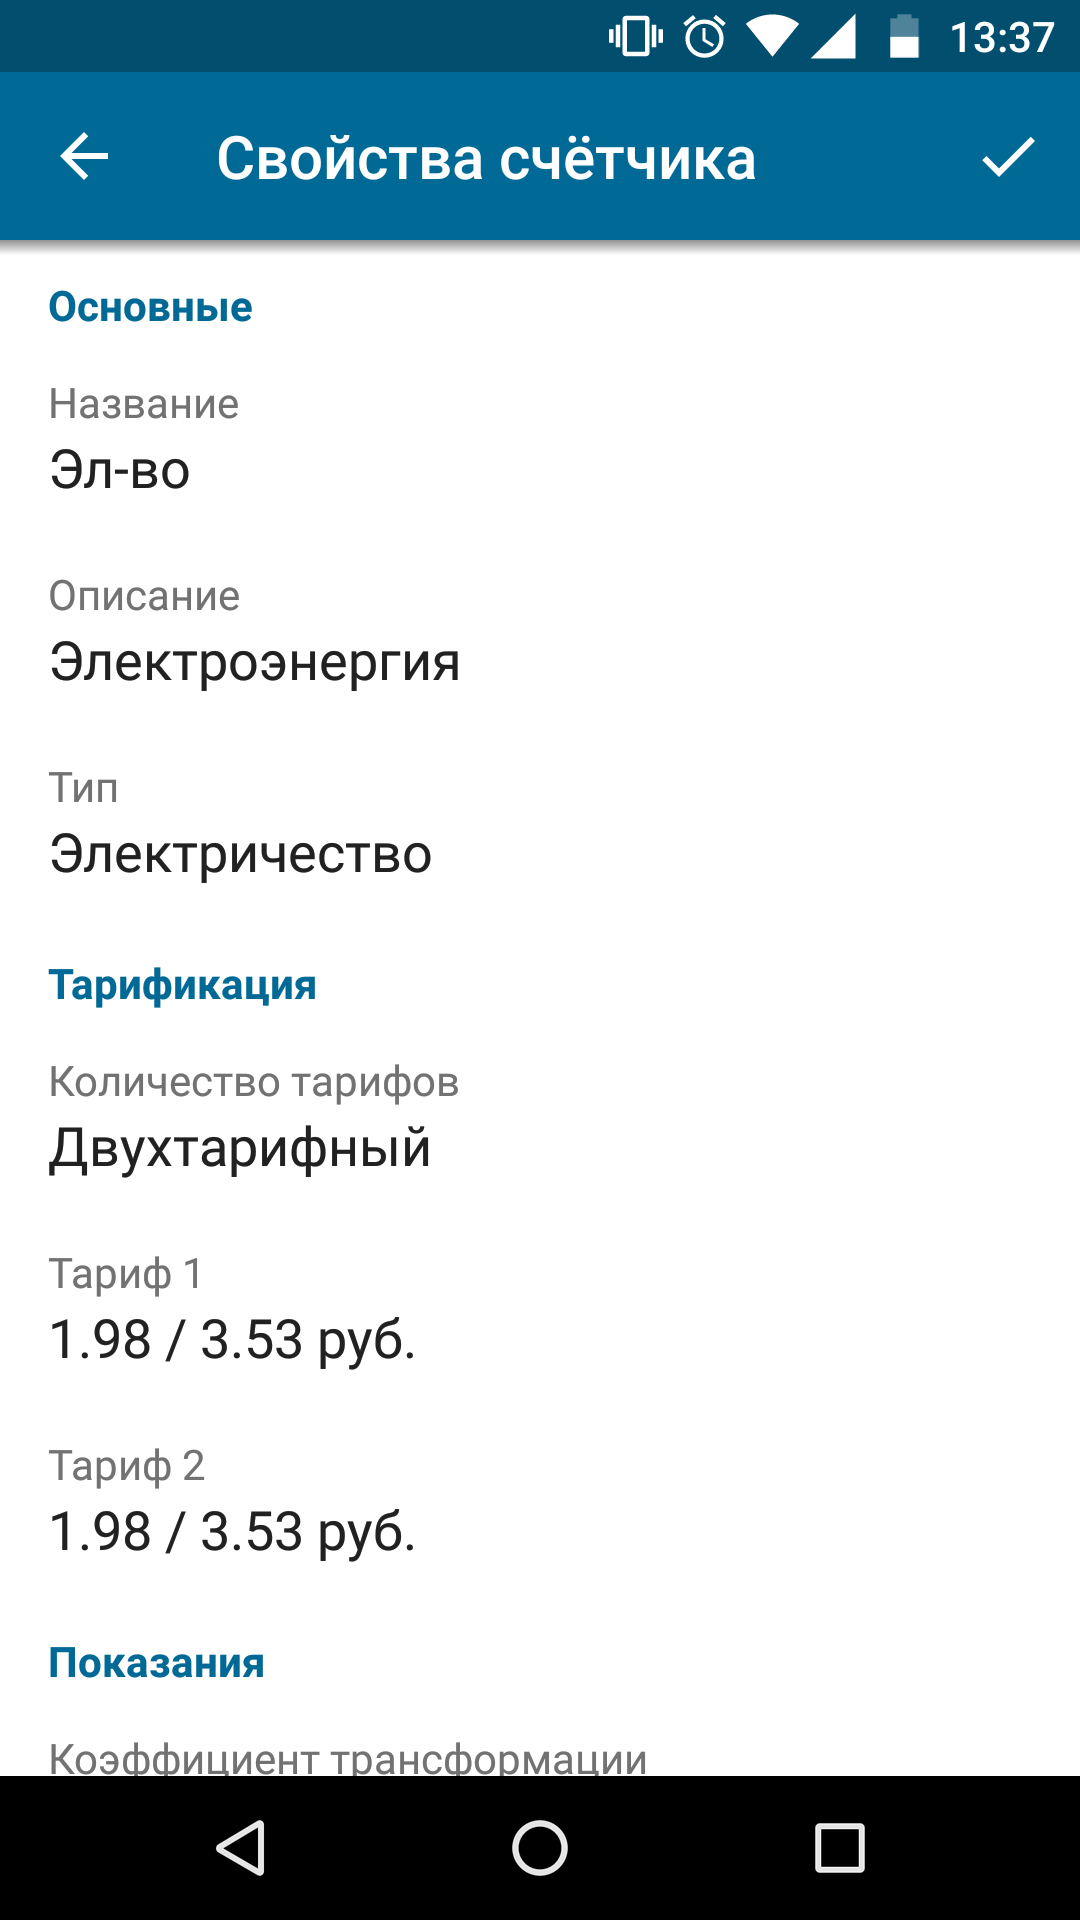 13:37
Свойства счётчика
Основные
Название
Эл-во
Описание
Электроэнергия
Тип
Электричество
Тарификация
Количество тарифов
Двухтарифный
Тариф 1
1.98 / 3.53 руб.
Тариф 2
1.98 / 3.53 руб.
Показания
Коэффициент трансформации